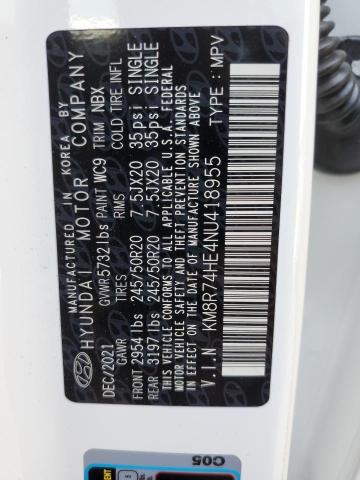 MANUFACTURED IN KOREA BY
HYUNDAI MOTOR COMPANY
DEC/2021 GVWR 5732 lbs PAINT WC9 TRIM NBX
GAWR TIRES RIMS COLD TIRE INFL
FRONT 2954 lbs 245/50R20 7.5JX20 35 psi SINGLE
REAR 3197 lbs 245/50R20 7.5JX20 35 psi SINGLE
THIS VEHICLE CONFORMS TO ALL APPLICABLE U.S.A. FEDERAL
MOTOR VEHICLE SAFETY, BUMPER, AND THEFT PREVENTION STANDARDS
IN EFFECT ON THE DATE OF MANUFACTURE SHOWN ABOVE
V.I.N : KM8R74HE4NU418955 TYPE : MPV
C05